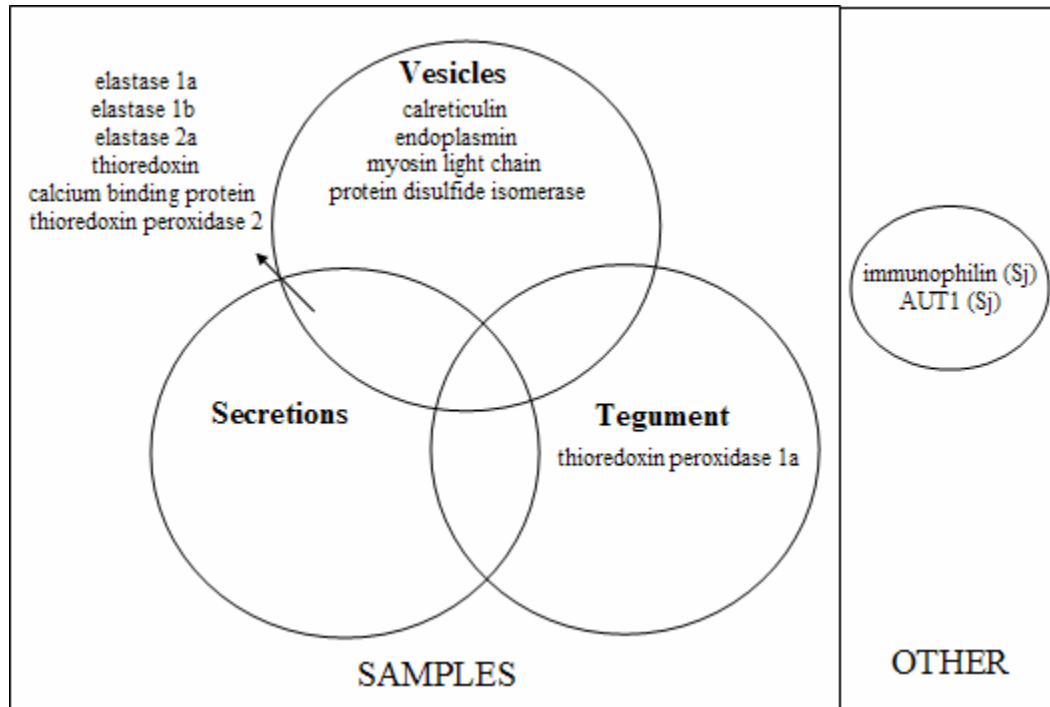 elastase 1a
elastase 1b
elastase 2a
thioredoxin
calcium binding protein
thioredoxin peroxidase 2
Vesicles
calreticulin
endoplasmin
myosin light chain
protein disulfide isomerase
Secretions
Tegument
thioredoxin peroxidase 1a
SAMPLES
immunophilin (Sj)
AUT1 (Sj)
OTHER